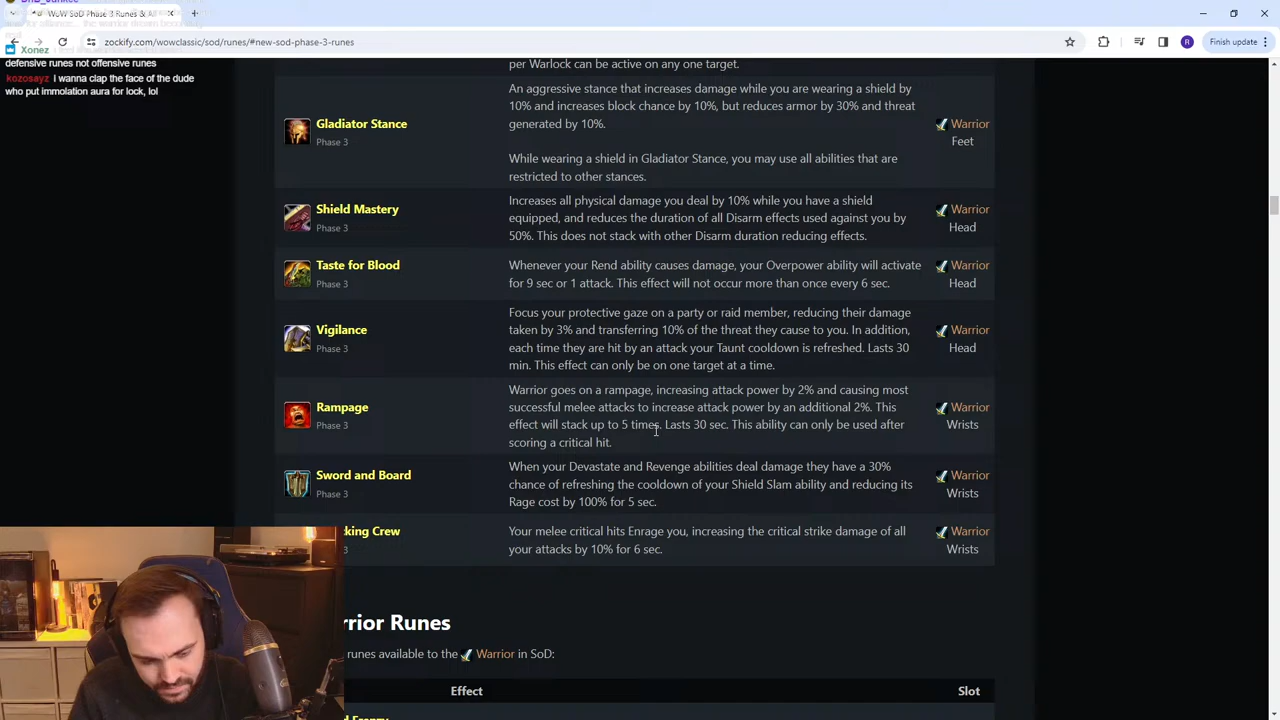 DnD_Junkee
WoW SoD Phase 3 Runes & Al
zockify.com/wowclassic/sod/runes/#new-sod-phase-3-runes
R
Finish update
Xonez
defensive runes not offensive runes
kozosayz I wanna clap the face of the dude
who put immolation aura for lock, lol
per Warlock can be active on any one target.
Gladiator Stance
Phase 3
An aggressive stance that increases damage while you are wearing a shield by
10% and increases block chance by 10%, but reduces armor by 30% and threat
generated by 10%.
While wearing a shield in Gladiator Stance, you may use all abilities that are
restricted to other stances.
Warrior
Feet
Shield Mastery
Phase 3
Increases all physical damage you deal by 10% while you have a shield
equipped, and reduces the duration of all Disarm effects used against you by
50%. This does not stack with other Disarm duration reducing effects.
Warrior
Head
Taste for Blood
Phase 3
Whenever your Rend ability causes damage, your Overpower ability will activate
for 9 sec or 1 attack. This effect will not occur more than once every 6 sec.
Warrior
Head
Vigilance
Phase 3
Focus your protective gaze on a party or raid member, reducing their damage
taken by 3% and transferring 10% of the threat they cause to you. In addition,
each time they are hit by an attack your Taunt cooldown is refreshed. Lasts 30
min. This effect can only be on one target at a time.
Warrior
Head
Rampage
Phase 3
Warrior goes on a rampage, increasing attack power by 2% and causing most
successful melee attacks to increase attack power by an additional 2%. This
effect will stack up to 5 times. Lasts 30 sec. This ability can only be used after
scoring a critical hit.
Warrior
Wrists
Sword and Board
Phase 3
When your Devastate and Revenge abilities deal damage they have a 30%
chance of refreshing the cooldown of your Shield Slam ability and reducing its
Rage cost by 100% for 5 sec.
Warrior
Wrists
cking Crew
3
Your melee critical hits Enrage you, increasing the critical strike damage of all
your attacks by 10% for 6 sec.
Warrior
Wrists
rrior Runes
runes available to the Warrior in SoD:
Effect
Slot